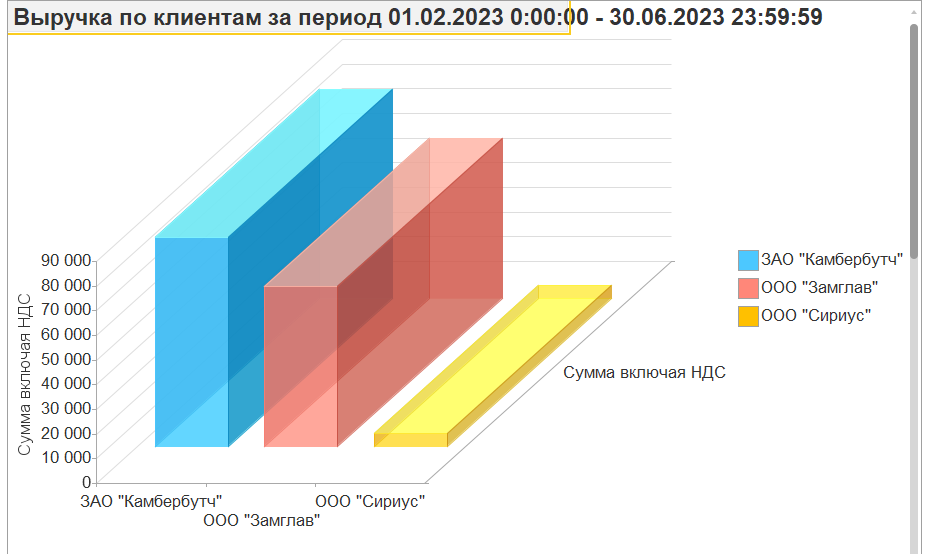 Выручка по клиентам за период 01.02.2023 0:00:00 - 30.06.2023 23:59:59
Сумма включая НДС
90 000
80 000
70 000
60 000
50 000
40 000
30 000
20 000
10 000
0
ЗАО "Камбербутч"
ООО "Замглав"
ООО "Сириус"
Сумма включая НДС
ЗАО "Камбербутч"
ООО "Замглав"
ООО "Сириус"